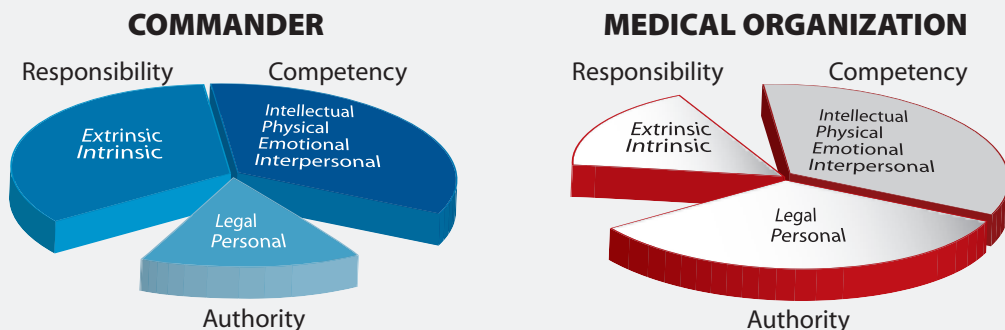 COMMANDER
Responsibility
Competency
Extrinsic
Intrinsic
Intellectual
Physical
Emotional
Interpersonal
Legal
Personal
Authority
MEDICAL ORGANIZATION
Responsibility
Competency
Extrinsic
Intrinsic
Intellectual
Physical
Emotional
Interpersonal
Legal
Personal
Authority